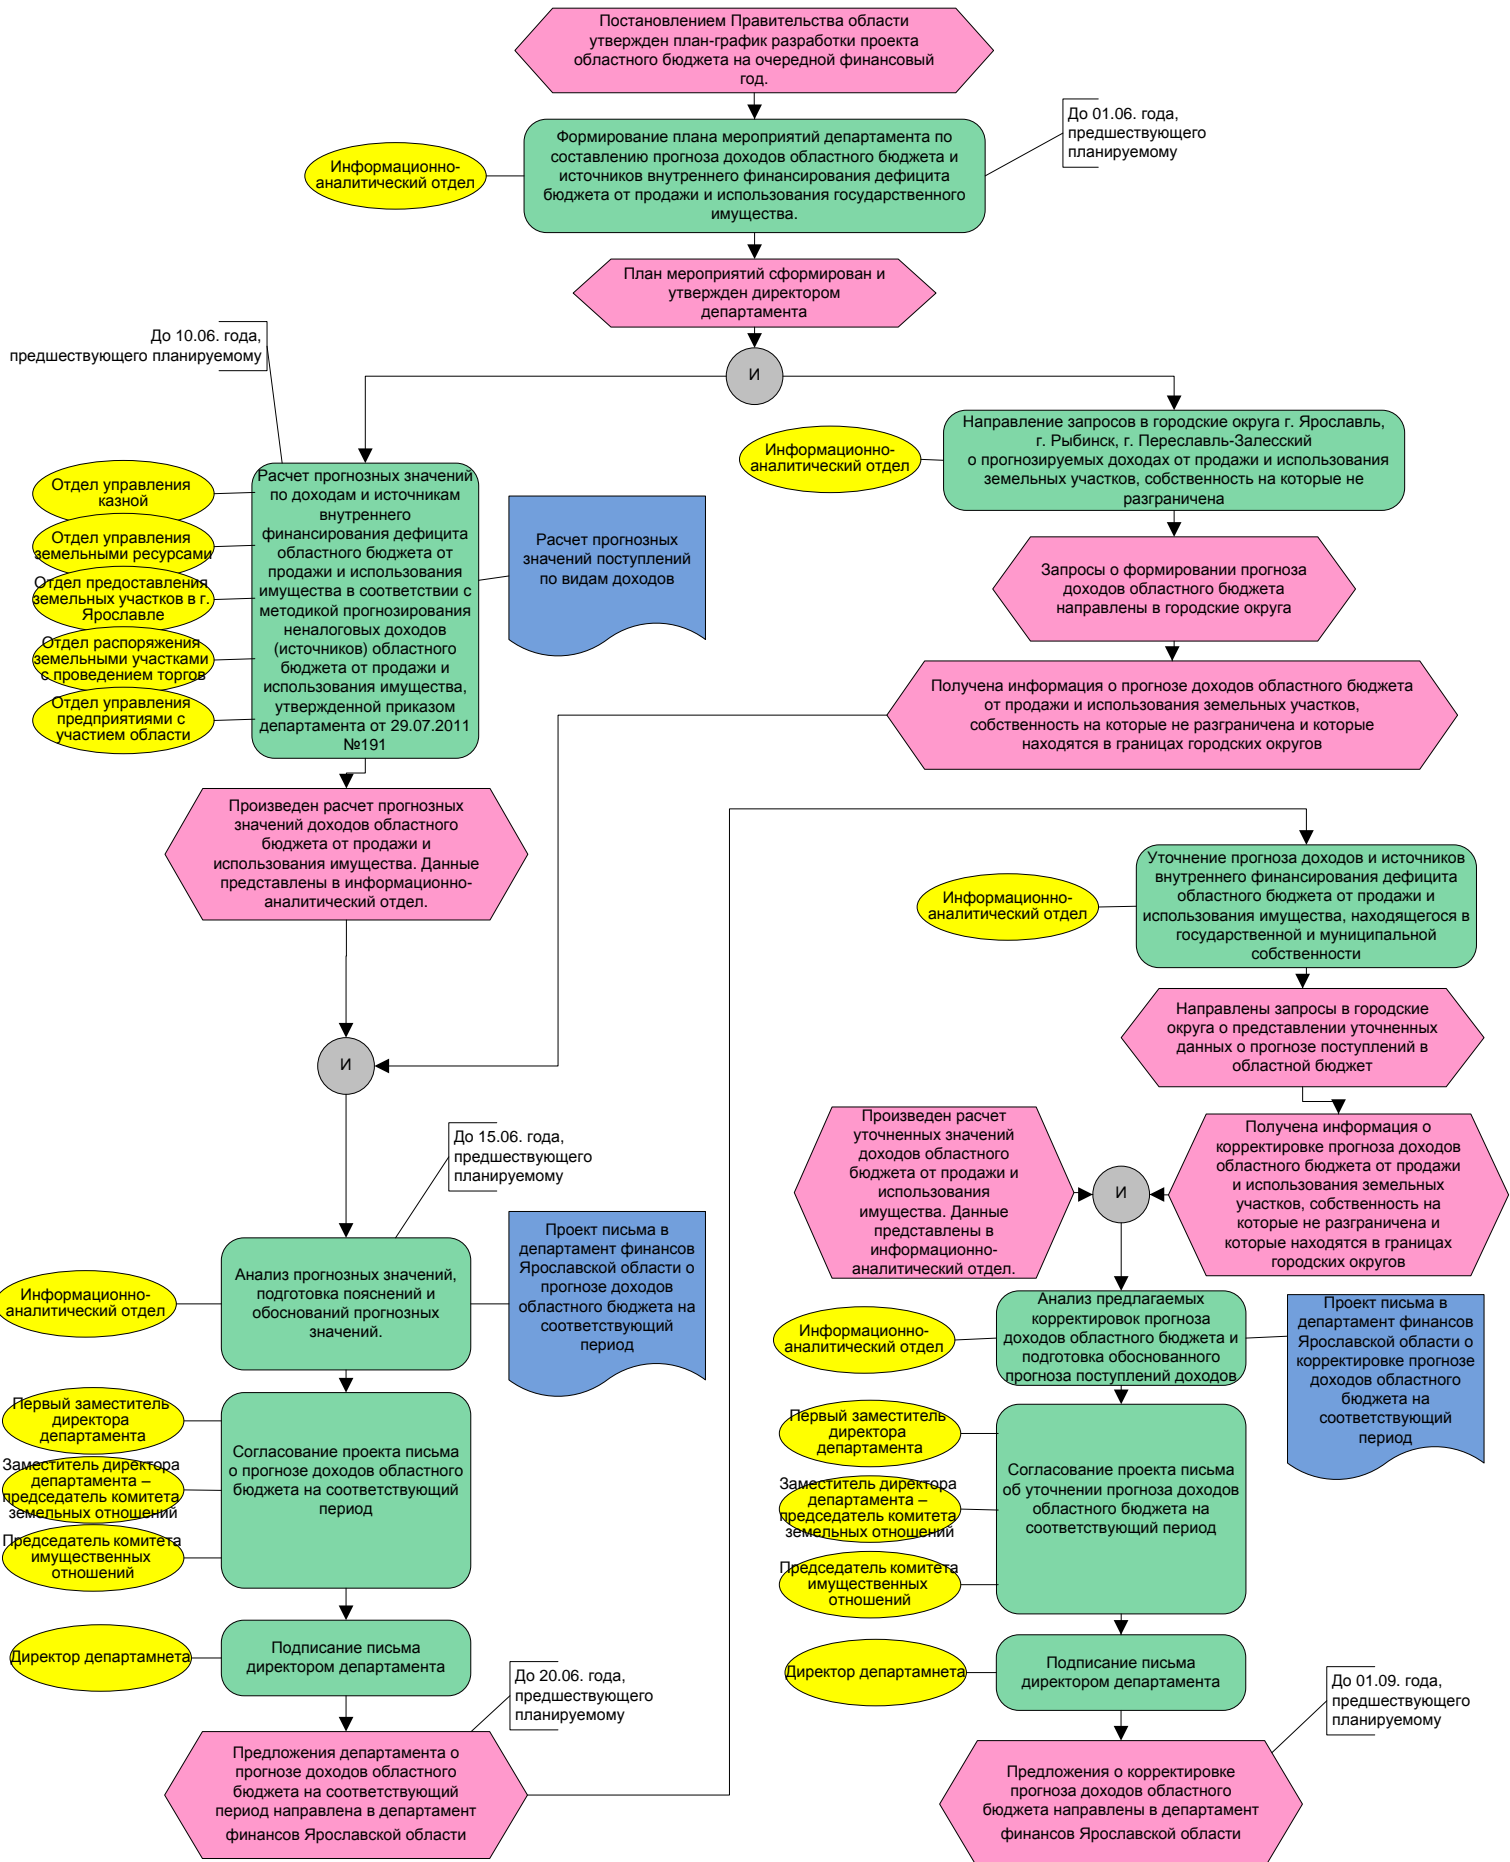 Постановлением Правительства области
утвержден план-график разработки проекта
областного бюджета на очередной финансовый
год.
До 01.06. года,
предшествующего
планируемому
Формирование плана мероприятий департамента по
составлению прогноза доходов областного бюджета и
источников внутреннего финансирования дефицита
бюджета от продажи и использования государственного
имущества.
Информационно-
аналитический отдел
План мероприятий сформирован и
утвержден директором
департамента
До 10.06. года,
предшествующего планируемому
И
Направление запросов в городские округа г. Ярославль,
г. Рыбинск, г. Переславль-Залесский
о прогнозируемых доходах от продажи и использования
земельных участков, собственность на которые не
разграничена
Информационно-
аналитический отдел
Отдел управления
казной
Отдел управления
земельными ресурсами
Отдел предоставления
земельных участков в г.
Ярославле
Отдел распоряжения
земельными участками
с проведением торгов
Отдел управления
предприятиями с
участием области
Расчет прогнозных значений
по доходам и источникам
внутреннего
финансирования дефицита
областного бюджета от
продажи и использования
имущества в соответствии с
методикой прогнозирования
неналоговых доходов
(источников) областного
бюджета от продажи и
использования имущества,
утвержденной приказом
департамента от 29.07.2011
№191
Расчет прогнозных
значений поступлений
по видам доходов
Запросы о формировании прогноза
доходов областного бюджета
направлены в городские округа
Получена информация о прогнозе доходов областного бюджета
от продажи и использования земельных участков,
собственность на которые не разграничена и которые
находятся в границах городских округов
Произведен расчет прогнозных
значений доходов областного
бюджета от продажи и
использования имущества. Данные
представлены в информационно-
аналитический отдел.
Уточнение прогноза доходов и источников
внутреннего финансирования дефицита
областного бюджета от продажи и
использования имущества, находящегося в
государственной и муниципальной
собственности
Информационно-
аналитический отдел
Направлены запросы в городские
округа о представлении уточненных
данных о прогнозе поступлений в
областной бюджет
И
До 15.06. года,
предшествующего
планируемому
Произведен расчет
уточненных значений
доходов областного
бюджета от продажи и
использования
имущества. Данные
представлены в
информационно-
аналитический отдел.
И
Получена информация о
корректировке прогноза доходов
областного бюджета от продажи
и использования земельных
участков, собственность на
которые не разграничена и
которые находятся в границах
городских округов
Информационно-
аналитический отдел
Анализ прогнозных значений,
подготовка пояснений и
обоснований прогнозных
значений.
Проект письма в
департамент финансов
Ярославской области о
прогнозе доходов
областного бюджета на
соответствующий
период
Информационно-
аналитический отдел
Анализ предлагаемых
корректировок прогноза
доходов областного бюджета и
подготовка обоснованного
прогноза поступлений доходов
Проект письма в
департамент финансов
Ярославской области о
корректировке прогнозе
доходов областного
бюджета на
соответствующий
период
Первый заместитель
директора
департамента
Заместитель директора
департамента –
председатель комитета
земельных отношений
Председатель комитета
имущественных
отношений
Согласование проекта письма
о прогнозе доходов областного
бюджета на соответствующий
период
Первый заместитель
директора
департамента
Заместитель директора
департамента –
председатель комитета
земельных отношений
Председатель комитета
имущественных
отношений
Согласование проекта письма
об уточнении прогноза доходов
областного бюджета на
соответствующий период
Директор департамнета
Подписание письма
директором департамента
До 20.06. года,
предшествующего
планируемому
Директор департамнета
Подписание письма
директором департамента
До 01.09. года,
предшествующего
планируемому
Предложения департамента о
прогнозе доходов областного
бюджета на соответствующий
период направлена в департамент
финансов Ярославской области
Предложения о корректировке
прогноза доходов областного
бюджета направлены в департамент
финансов Ярославской области